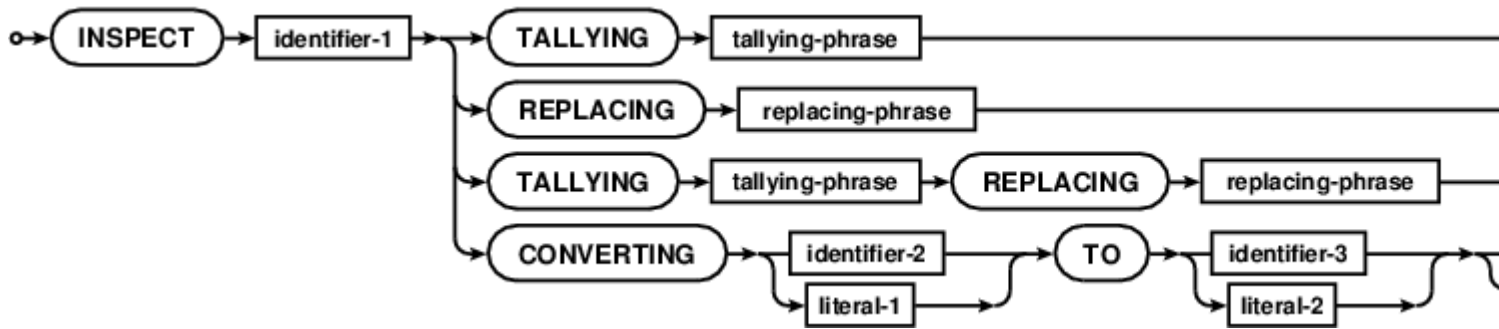 INSPECT identifier-1 TALLYING tallying-phrase
REPLACING replacing-phrase
TALLYING tallying-phrase REPLACING replacing-phrase
CONVERTING identifier-2 TO identifier-3
literal-1 literal-2